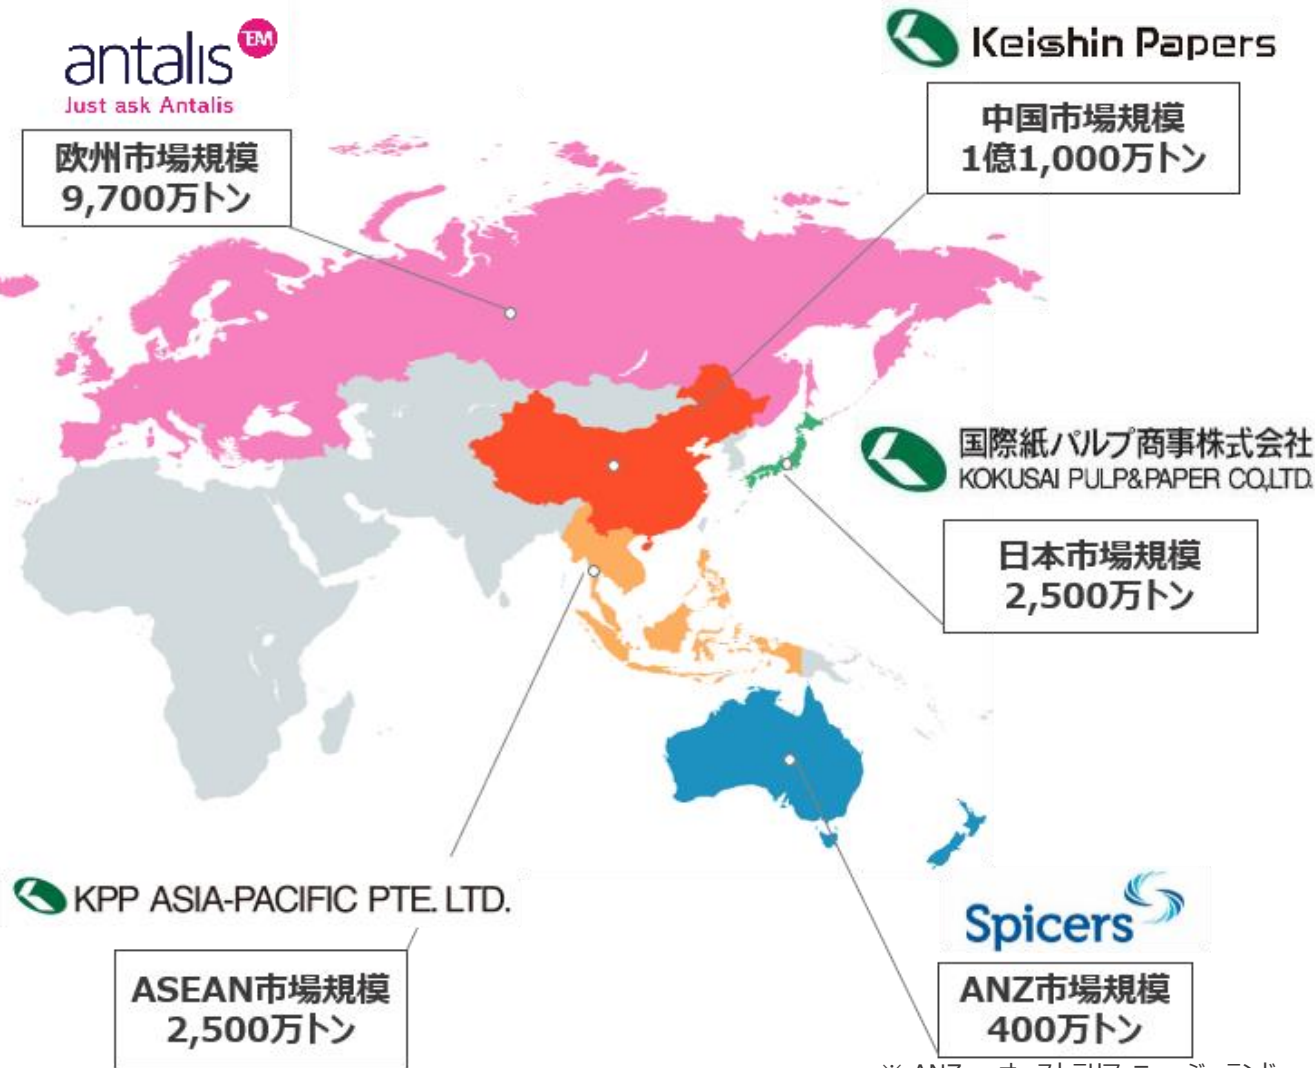 antalis TM
Just ask Antalis
欧州市場規模
9,700万トン
Keishin Papers
中国市場規模
1億1,000万トン
国際紙パルプ商事株式会社
KOKUSAI PULP&PAPER CO,LTD.
日本市場規模
2,500万トン
KPP ASIA-PACIFIC PTE. LTD.
ASEAN市場規模
2,500万トン
Spicers
ANZ市場規模
400万トン